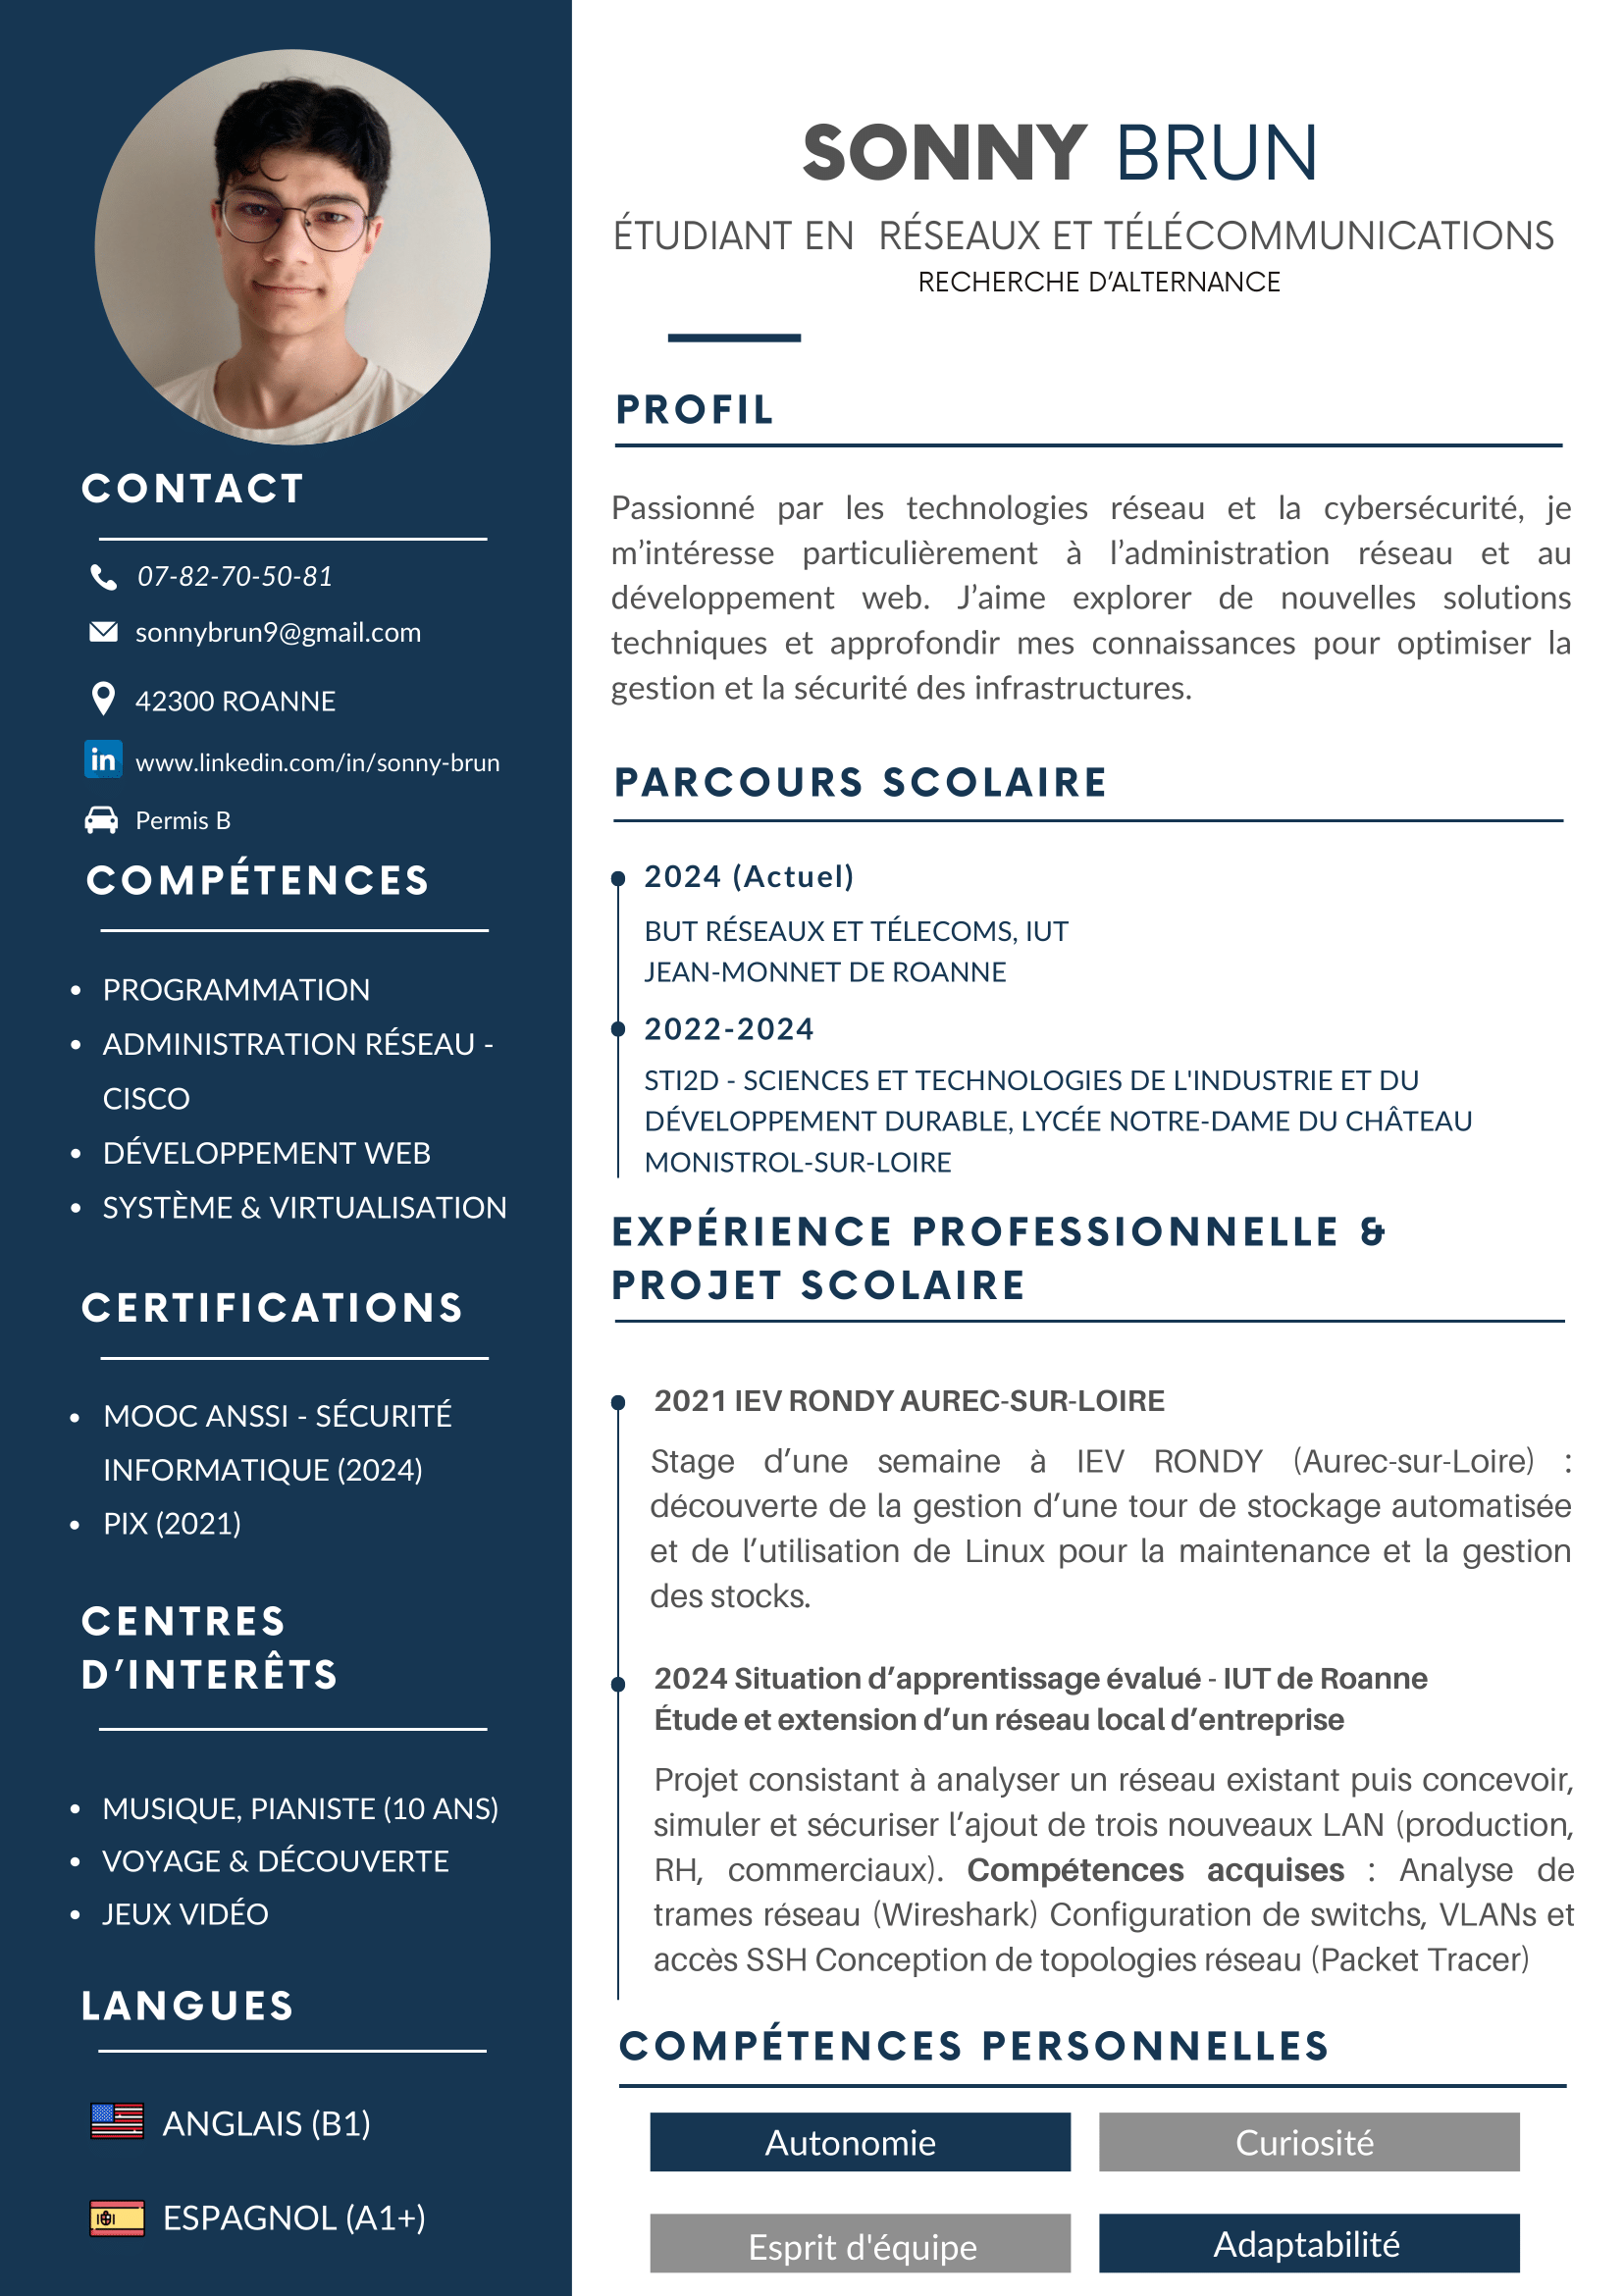 SONNY BRUN
ÉTUDIANT EN RÉSEAUX ET TÉLÉCOMMUNICATIONS
RECHERCHE D’ALTERNANCE
CONTACT
07-82-70-50-81
sonnybrun9@gmail.com
42300 ROANNE
in www.linkedin.com/in/sonny-brun
Permis B
COMPÉTENCES
• PROGRAMMATION
• ADMINISTRATION RÉSEAU -
CISCO
• DÉVELOPPEMENT WEB
• SYSTÈME & VIRTUALISATION
CERTIFICATIONS
• MOOC ANSSI - SÉCURITÉ
INFORMATIQUE (2024)
• PIX (2021)
CENTRES
D’INTERÊTS
• MUSIQUE, PIANISTE (10 ANS)
• VOYAGE & DÉCOUVERTE
• JEUX VIDÉO
LANGUES
ANGLAIS (B1)
ESPAGNOL (A1+)
PROFIL
Passionné par les technologies réseau et la cybersécurité, je
m’intéresse particulièrement à l’administration réseau et au
développement web. J’aime explorer de nouvelles solutions
techniques et approfondir mes connaissances pour optimiser la
gestion et la sécurité des infrastructures.
PARCOURS SCOLAIRE
2024 (Actuel)
BUT RÉSEAUX ET TÉLECOMS, IUT
JEAN-MONNET DE ROANNE
2022-2024
STI2D - SCIENCES ET TECHNOLOGIES DE L'INDUSTRIE ET DU
DÉVELOPPEMENT DURABLE, LYCÉE NOTRE-DAME DU CHÂTEAU
MONISTROL-SUR-LOIRE
EXPÉRIENCE PROFESSIONNELLE &
PROJET SCOLAIRE
2021 IEV RONDY AUREC-SUR-LOIRE
Stage d’une semaine à IEV RONDY (Aurec-sur-Loire) :
découverte de la gestion d’une tour de stockage automatisée
et de l’utilisation de Linux pour la maintenance et la gestion
des stocks.
2024 Situation d’apprentissage évalué - IUT de Roanne
Étude et extension d’un réseau local d’entreprise
Projet consistant à analyser un réseau existant puis concevoir,
simuler et sécuriser l’ajout de trois nouveaux LAN (production,
RH, commerciaux). Compétences acquises : Analyse de
trames réseau (Wireshark) Configuration de switchs, VLANs et
accès SSH Conception de topologies réseau (Packet Tracer)
COMPÉTENCES PERSONNELLES
Autonomie
Curiosité
Esprit d'équipe
Adaptabilité